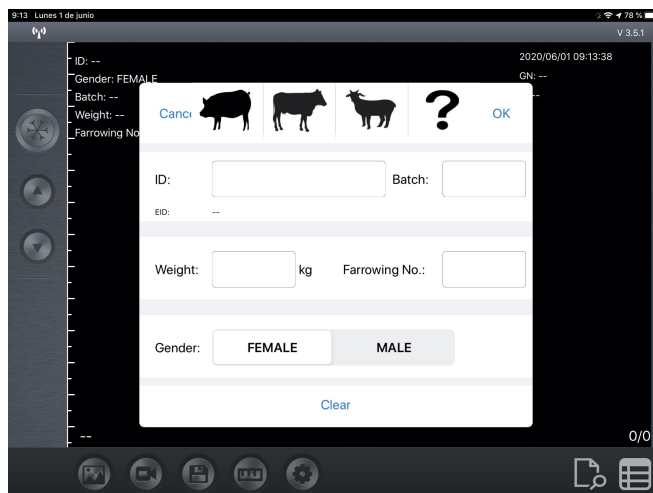 9:13 Lunes 1 de junio 78 %
V 3.5.1
ID: --
2020/06/01 09:13:38
Gender: FEMALE
GN: --
Batch: --
--
Weight: --
Farrowing No
Cance
?
OK
ID:
Batch:
EID: --
Weight:
kg
Farrowing No.:
Gender:
FEMALE
MALE
Clear
--
0/0